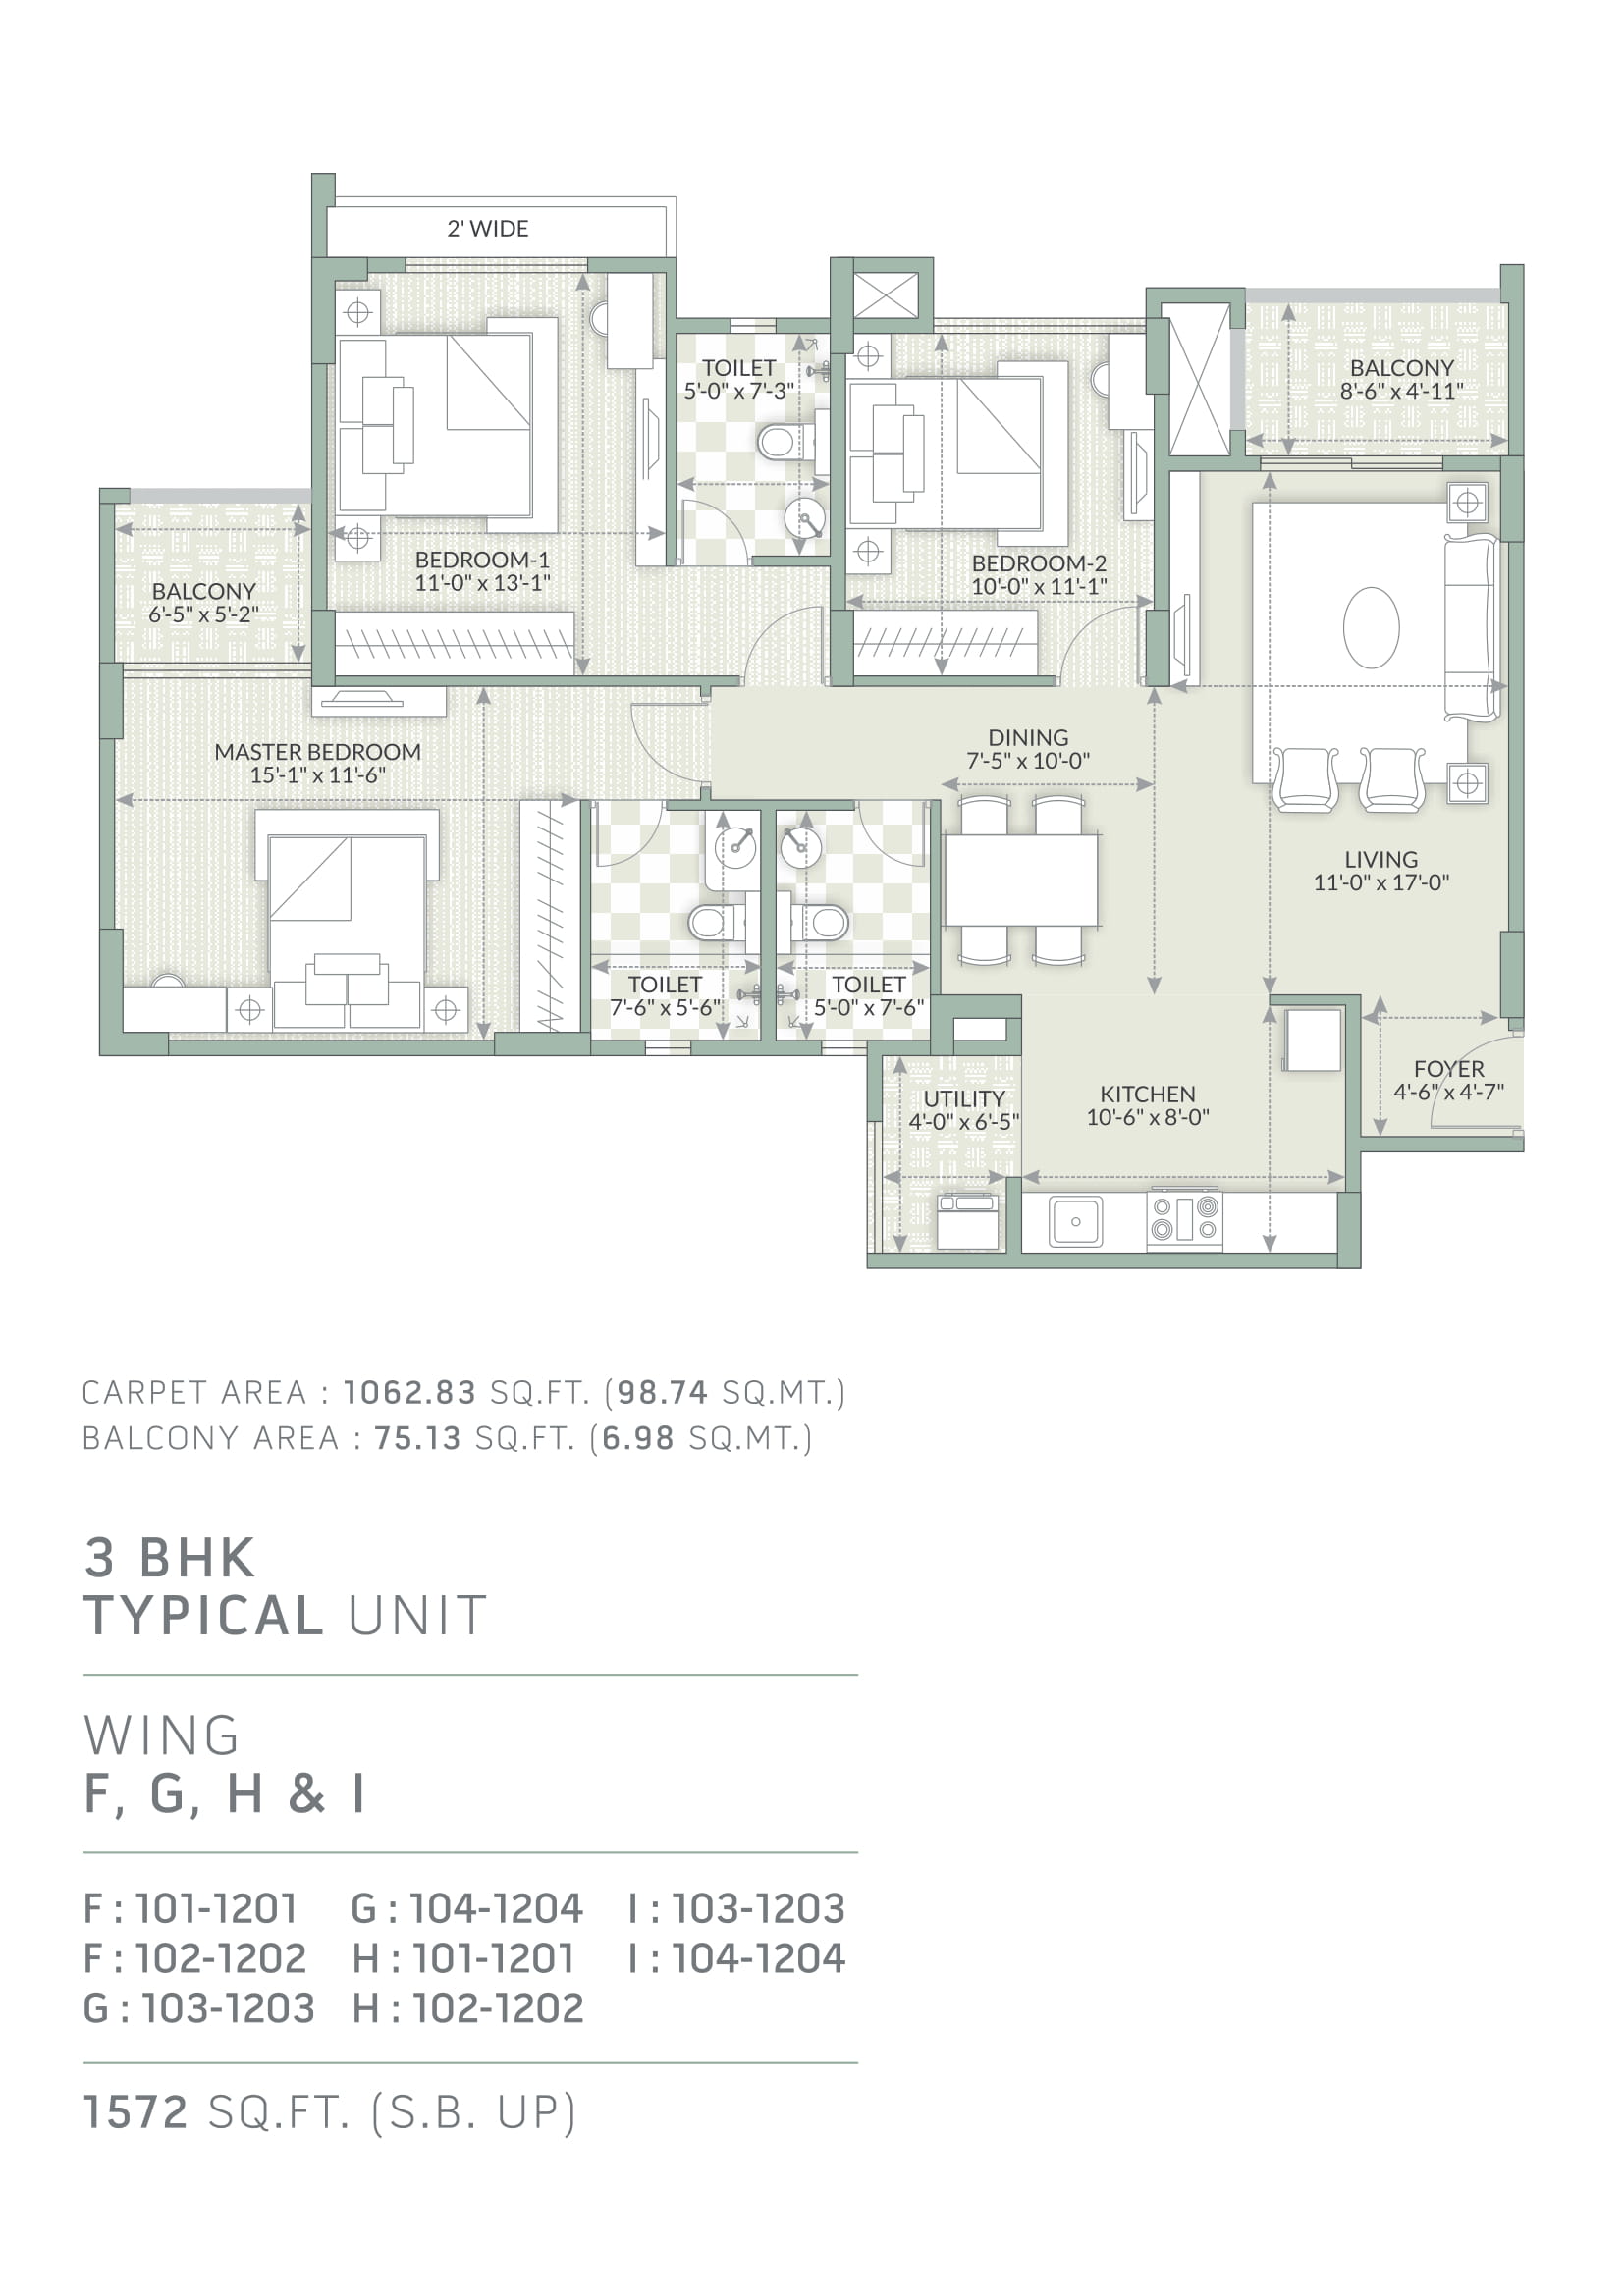 2' WIDE
TOILET
5'-0" x 7'-3"
BALCONY
8'-6" x 4'-11"
BEDROOM-1
11'-0" x 13'-1"
BEDROOM-2
10'-0" x 11'-1"
BALCONY
6'-5" x 5'-2"
MASTER BEDROOM
15'-1" x 11'-6"
DINING
7'-5" x 10'-0"
LIVING
11'-0" x 17'-0"
TOILET
7'-6" x 5'-6"
TOILET
5'-0" x 7'-6"
FOYER
4'-6" x 4'-7"
UTILITY
4'-0" x 6'-5"
KITCHEN
10'-6" x 8'-0"
CARPET AREA : 1062.83 SQ.FT. (98.74 SQ.MT.)
BALCONY AREA : 75.13 SQ.FT. (6.98 SQ.MT.)
3 BHK
TYPICAL UNIT
WING
F, G, H & I
F : 101-1201 G : 104-1204 I : 103-1203
F : 102-1202 H : 101-1201 I : 104-1204
G : 103-1203 H : 102-1202
1572 SQ.FT. (S.B. UP)